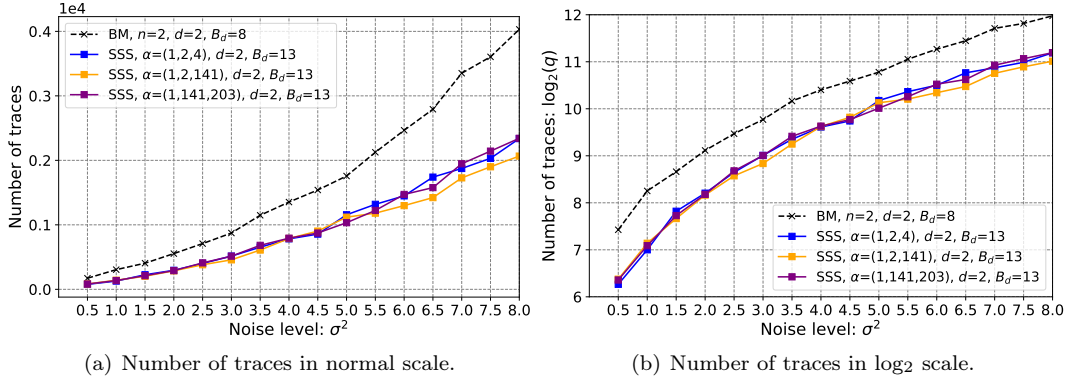 1e4
0.4
0.3
0.2
0.1
0.0
Number of traces
BM, n=2, d=2, B_d=8
SSS, α=(1,2,4), d=2, B_d=13
SSS, α=(1,2,141), d=2, B_d=13
SSS, α=(1,141,203), d=2, B_d=13
0.5 1.0 1.5 2.0 2.5 3.0 3.5 4.0 4.5 5.0 5.5 6.0 6.5 7.0 7.5 8.0
Noise level: σ²
(a) Number of traces in normal scale.
12
11
10
9
8
7
6
Number of traces: log₂(q)
BM, n=2, d=2, B_d=8
SSS, α=(1,2,4), d=2, B_d=13
SSS, α=(1,2,141), d=2, B_d=13
SSS, α=(1,141,203), d=2, B_d=13
0.5 1.0 1.5 2.0 2.5 3.0 3.5 4.0 4.5 5.0 5.5 6.0 6.5 7.0 7.5 8.0
Noise level: σ²
(b) Number of traces in log₂ scale.